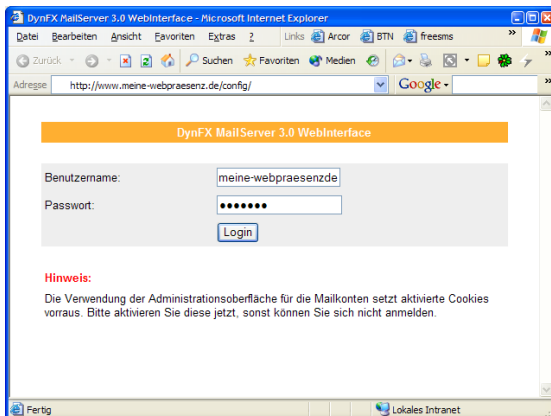 DynFX MailServer 3.0 WebInterface - Microsoft Internet Explorer
Datei Bearbeiten Ansicht Favoriten Extras ? Links Arcor BTN freesms »
Zurück Suchen Favoriten Medien »
Adresse http://www.meine-webpraesenz.de/config/ Google »
DynFX MailServer 3.0 WebInterface
Benutzername: meine-webpraesenzde
Passwort: •••••••
Login
Hinweis:
Die Verwendung der Administrationsoberfläche für die Mailkonten setzt aktivierte Cookies
vorraus. Bitte aktivieren Sie diese jetzt, sonst können Sie sich nicht anmelden.
Fertig Lokales Intranet